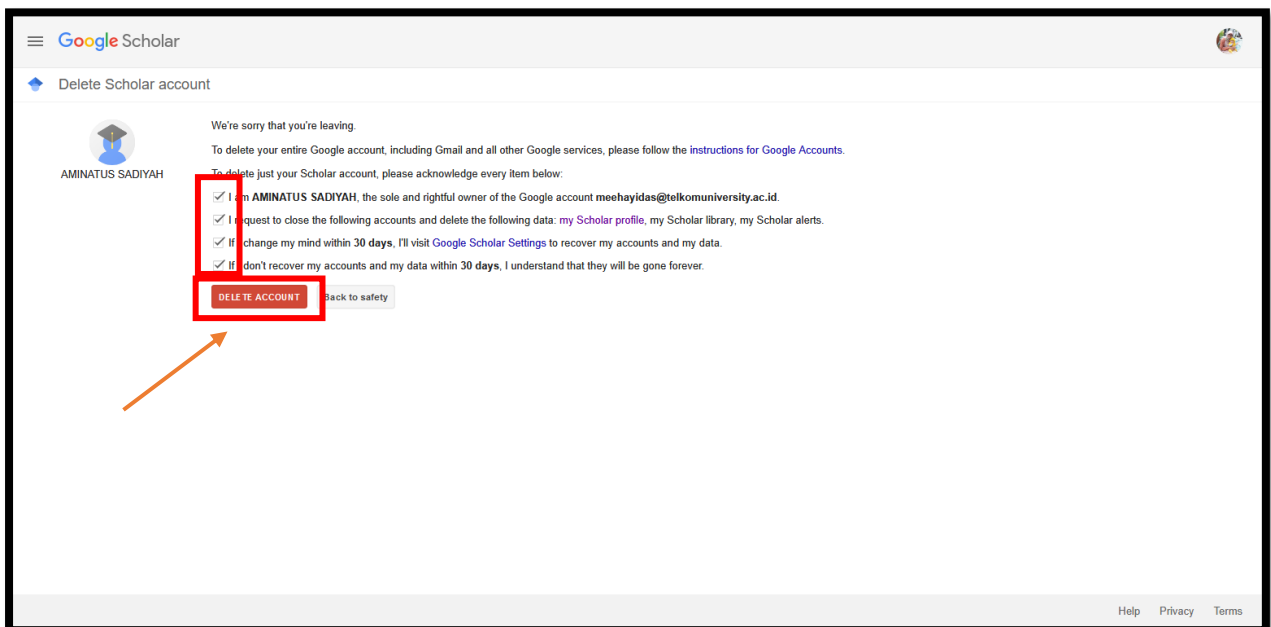 Google Scholar
Delete Scholar account
AMINATUS SADIYAH
We're sorry that you're leaving.
To delete your entire Google account, including Gmail and all other Google services, please follow the instructions for Google Accounts.
To delete just your Scholar account, please acknowledge every item below:
I am AMINATUS SADIYAH, the sole and rightful owner of the Google account meehayidas@telkomuniversity.ac.id.
I request to close the following accounts and delete the following data: my Scholar profile, my Scholar library, my Scholar alerts.
If I change my mind within 30 days, I'll visit Google Scholar Settings to recover my accounts and my data.
If I don't recover my accounts and my data within 30 days, I understand that they will be gone forever.
DELETE ACCOUNT Back to safety
Help Privacy Terms